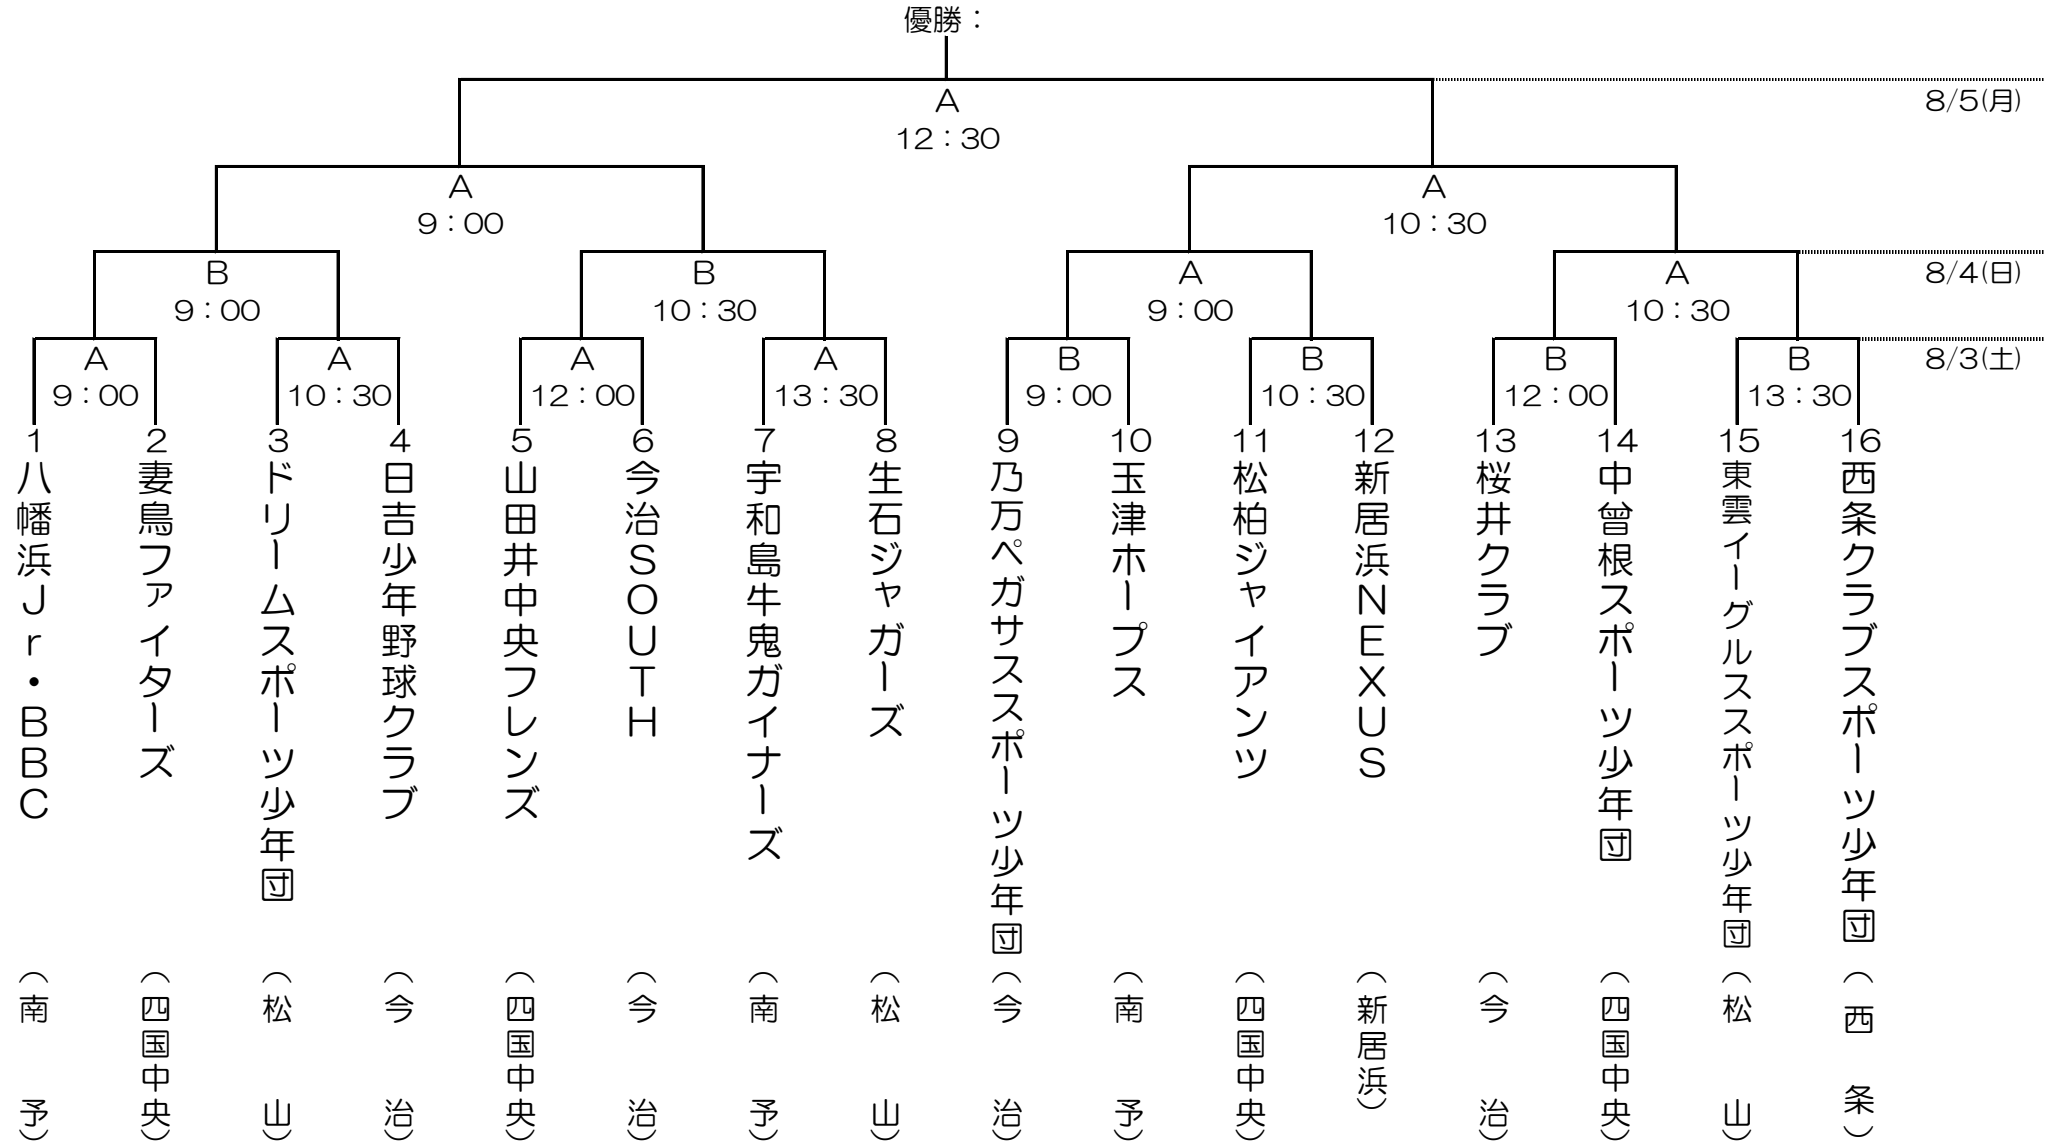 優勝：
A
12：30
8/5(月)
A
9：00
A
10：30
B
9：00
B
10：30
A
9：00
A
10：30
8/4(日)
A
9：00
A
10：30
A
12：00
A
13：30
B
9：00
B
10：30
B
12：00
B
13：30
8/3(土)
1
八幡浜Jr・BBC
（南予）
2
妻鳥ファイターズ
（四国中央）
3
ドリームスポーツ少年団
（松山）
4
日吉少年野球クラブ
（今治）
5
山田井中央フレンズ
（四国中央）
6
今治SOUTH
（今治）
7
宇和島牛鬼ガイナーズ
（南予）
8
生石ジャガーズ
（松山）
9
乃万ペガサススポーツ少年団
（今治）
10
玉津ホープス
（南予）
11
松柏ジャイアンツ
（四国中央）
12
新居浜NEXUS
（新居浜）
13
桜井クラブ
（今治）
14
中曾根スポーツ少年団
（四国中央）
15
東雲イーグルススポーツ少年団
（松山）
16
西条クラブスポーツ少年団
（西条）